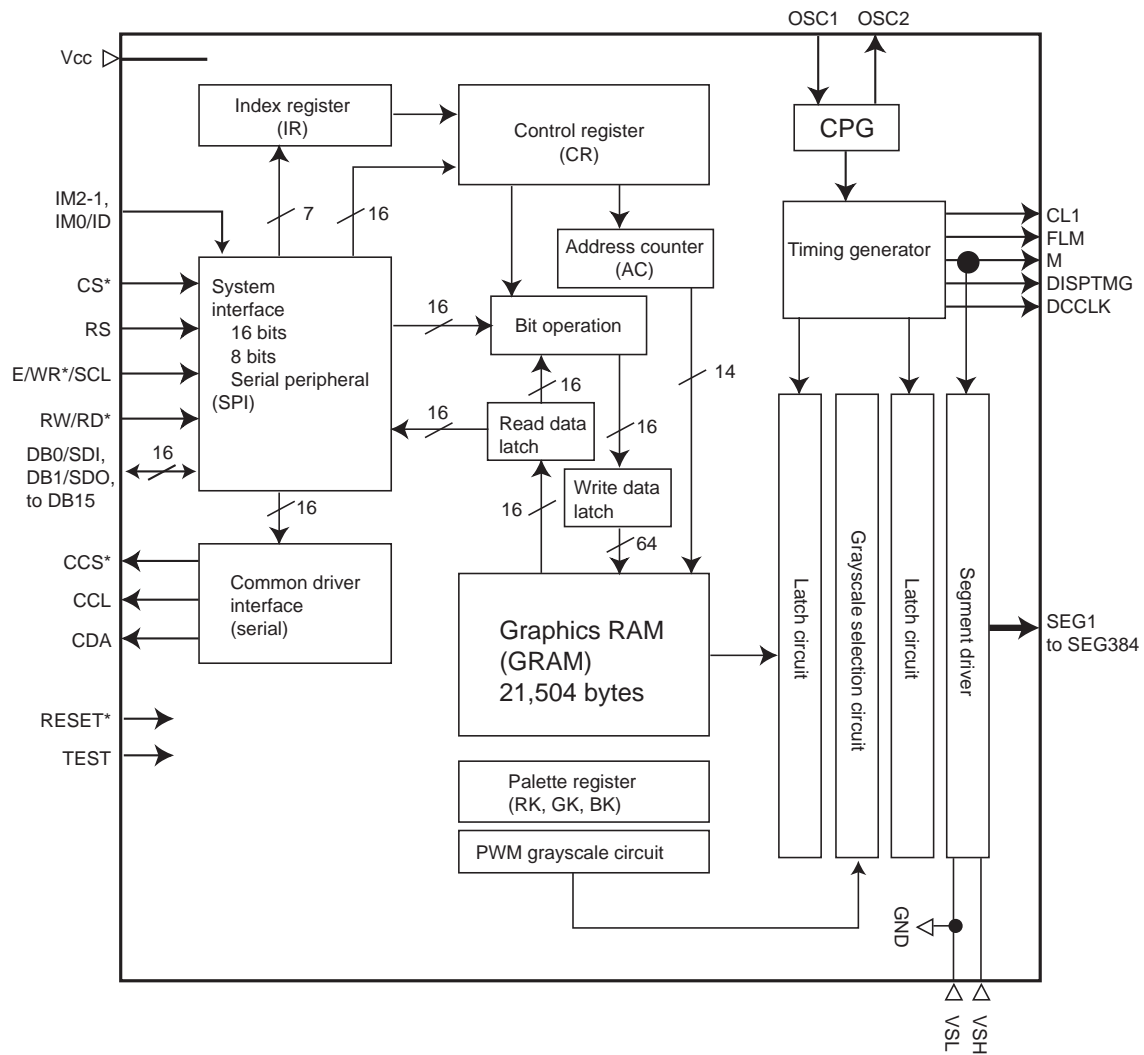 OSC1
OSC2
Vcc
Index register
(IR)
Control register
(CR)
CPG
IM2-1,
IM0/ID
7
16
Address counter
(AC)
Timing generator
CL1
FLM
M
DISPTMG
DCCLK
CS*
RS
E/WR*/SCL
RW/RD*
DB0/SDI,
DB1/SDO,
to DB15
16
System
interface
16 bits
8 bits
Serial peripheral
(SPI)
16
Bit operation
14
16
16
Read data
latch
16
16
Write data
latch
64
16
CCS*
CCL
CDA
Common driver
interface
(serial)
Graphics RAM
(GRAM)
21,504 bytes
Latch circuit
Grayscale selection
circuit
Latch circuit
Segment driver
SEG1
to SEG384
RESET*
TEST
Palette register
(RK, GK, BK)
PWM grayscale circuit
GND
VSL
VSH